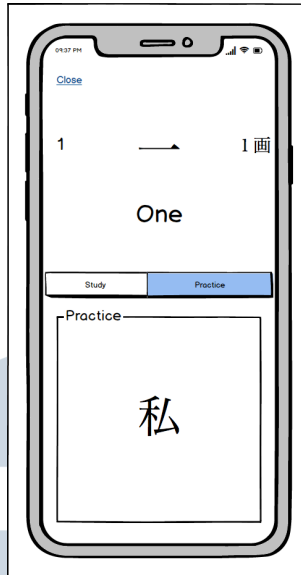 09:37 PM
Close
1 一 1画
One
Study Practice
Practice
私